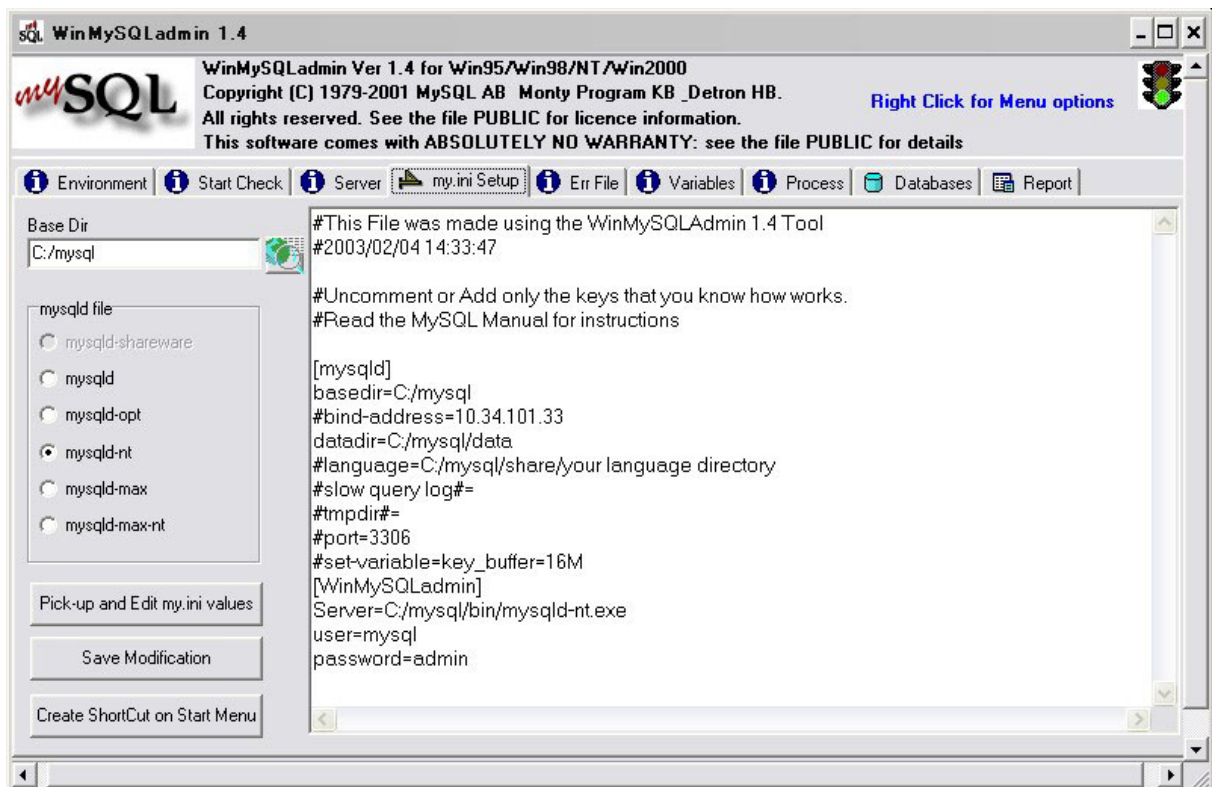 SQL WinMySQLadmin 1.4
mySQL
WinMySQLadmin Ver 1.4 for Win95/Win98/NT/Win2000
Copyright (C) 1979-2001 MySQL AB Monty Program KB _Detron HB.
All rights reserved. See the file PUBLIC for licence information.
This software comes with ABSOLUTELY NO WARRANTY: see the file PUBLIC for details
Right Click for Menu options
Environment Start Check Server my.ini Setup Err File Variables Process Databases Report
Base Dir
C:/mysql
mysqld file
mysqld-shareware
mysqld
mysqld-opt
mysqld-nt
mysqld-max
mysqld-max-nt
Pick-up and Edit my.ini values
Save Modification
Create ShortCut on Start Menu
#This File was made using the WinMySQLAdmin 1.4 Tool
#2003/02/04 14:33:47
#Uncomment or Add only the keys that you know how works.
#Read the MySQL Manual for instructions
[mysqld]
basedir=C:/mysql
#bind-address=10.34.101.33
datadir=C:/mysql/data
#language=C:/mysql/share/your language directory
#slow query log#=
#tmpdir#=
#port=3306
#set-variable=key_buffer=16M
[WinMySQLadmin]
Server=C:/mysql/bin/mysqld-nt.exe
user=mysql
password=admin